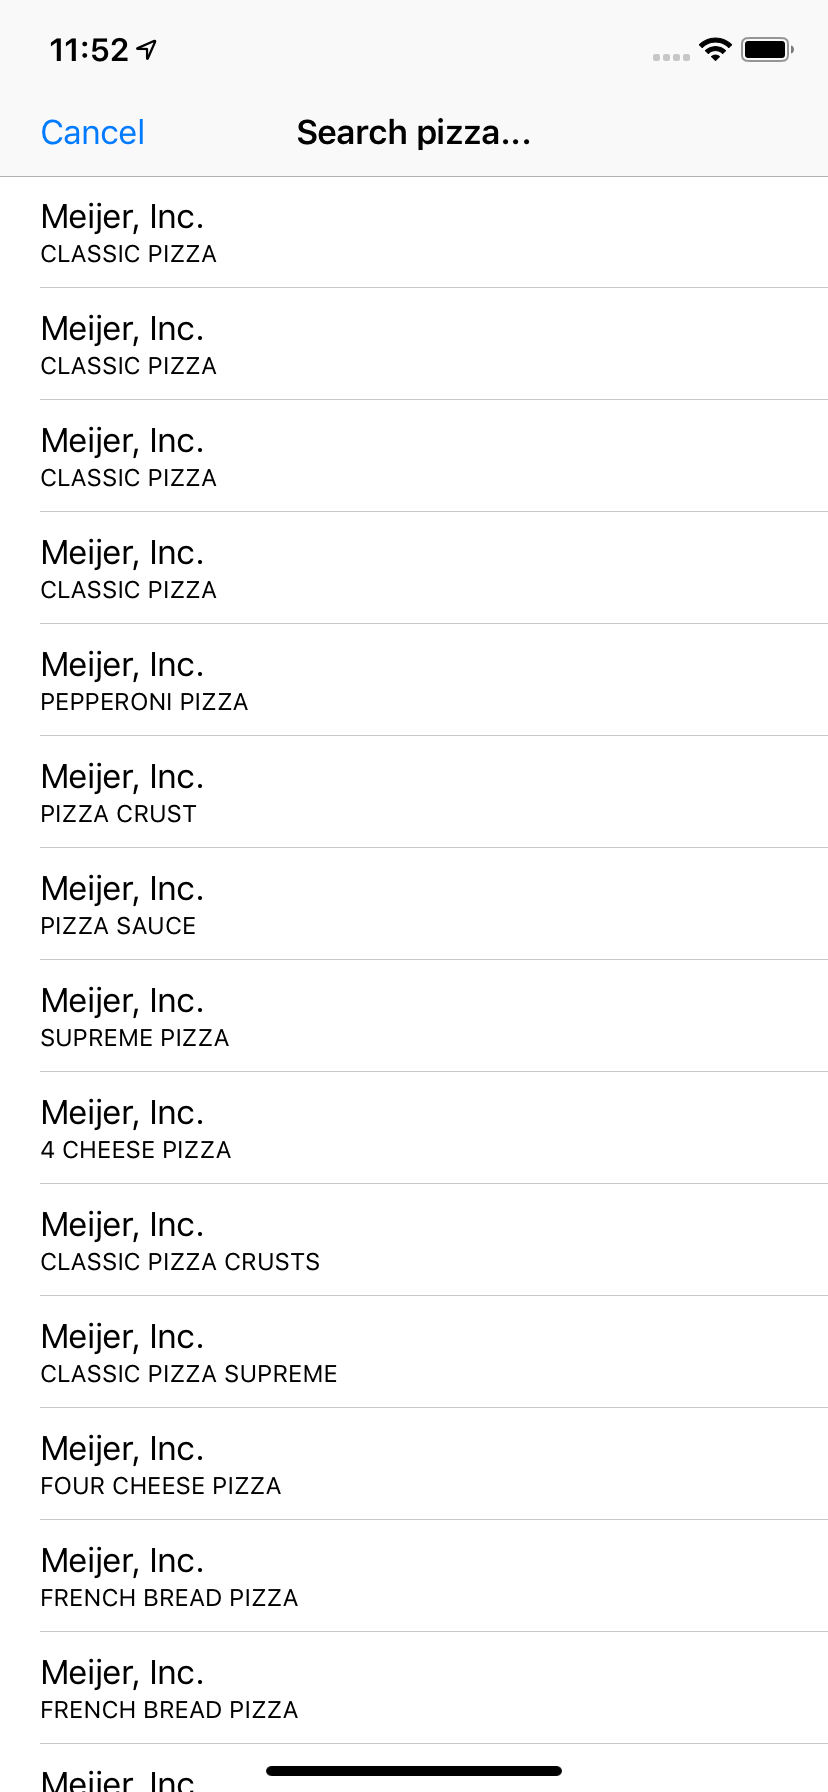 11:52
Cancel Search pizza...
Meijer, Inc.
CLASSIC PIZZA
Meijer, Inc.
CLASSIC PIZZA
Meijer, Inc.
CLASSIC PIZZA
Meijer, Inc.
CLASSIC PIZZA
Meijer, Inc.
PEPPERONI PIZZA
Meijer, Inc.
PIZZA CRUST
Meijer, Inc.
PIZZA SAUCE
Meijer, Inc.
SUPREME PIZZA
Meijer, Inc.
4 CHEESE PIZZA
Meijer, Inc.
CLASSIC PIZZA CRUSTS
Meijer, Inc.
CLASSIC PIZZA SUPREME
Meijer, Inc.
FOUR CHEESE PIZZA
Meijer, Inc.
FRENCH BREAD PIZZA
Meijer, Inc.
FRENCH BREAD PIZZA
Meijer, Inc.